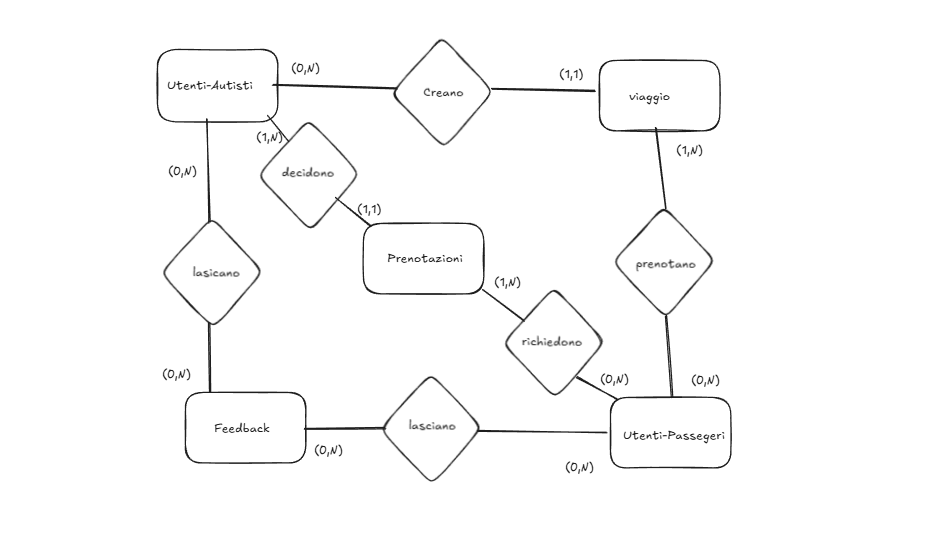 Utenti-Autisti
(0,N)
Creano
(1,1)
viaggio
(1,N)
decidono
(1,N)
(0,N)
(1,1)
Prenotazioni
prenotano
lasicano
(1,N)
richiedono
(0,N)
(0,N)
(0,N)
Feedback
lasciano
Utenti-Passegeri
(0,N)
(0,N)